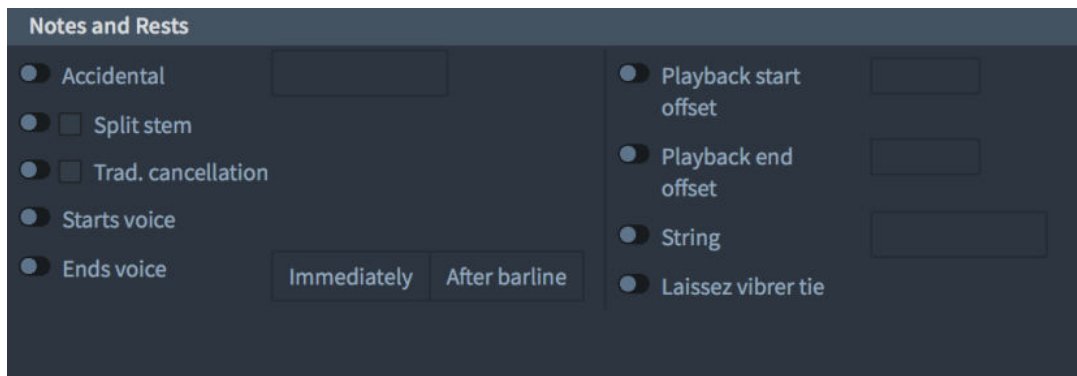 Notes and Rests
Accidental
Split stem
Trad. cancellation
Starts voice
Ends voice
Immediately
After barline
Playback start
offset
Playback end
offset
String
Laissez vibrer tie